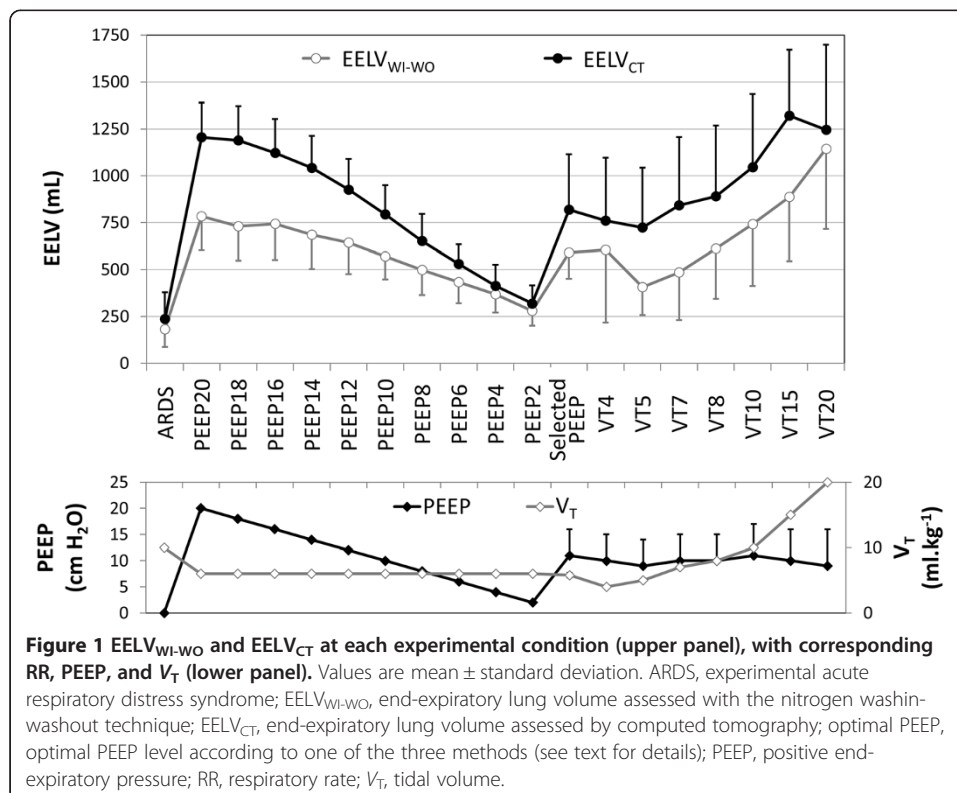 1750
1500
1250
1000
750
500
250
0
EELV (mL)
EELV_WI-WO
EELV_CT
ARDS
PEEP20
PEEP18
PEEP16
PEEP14
PEEP12
PEEP10
PEEP8
PEEP6
PEEP4
PEEP2
Selected
PEEP
VT4
VT5
VT7
VT8
VT10
VT15
VT20
25
20
15
10
5
0
PEEP
(cm H₂O)
PEEP
V_T
20
10
0
V_T
(ml.kg⁻¹)
Figure 1 EELV_WI-WO and EELV_CT at each experimental condition (upper panel), with corresponding
RR, PEEP, and V_T (lower panel). Values are mean ± standard deviation. ARDS, experimental acute
respiratory distress syndrome; EELV_WI-WO, end-expiratory lung volume assessed with the nitrogen washin-
washout technique; EELV_CT, end-expiratory lung volume assessed by computed tomography; optimal PEEP,
optimal PEEP level according to one of the three methods (see text for details); PEEP, positive end-
expiratory pressure; RR, respiratory rate; V_T, tidal volume.